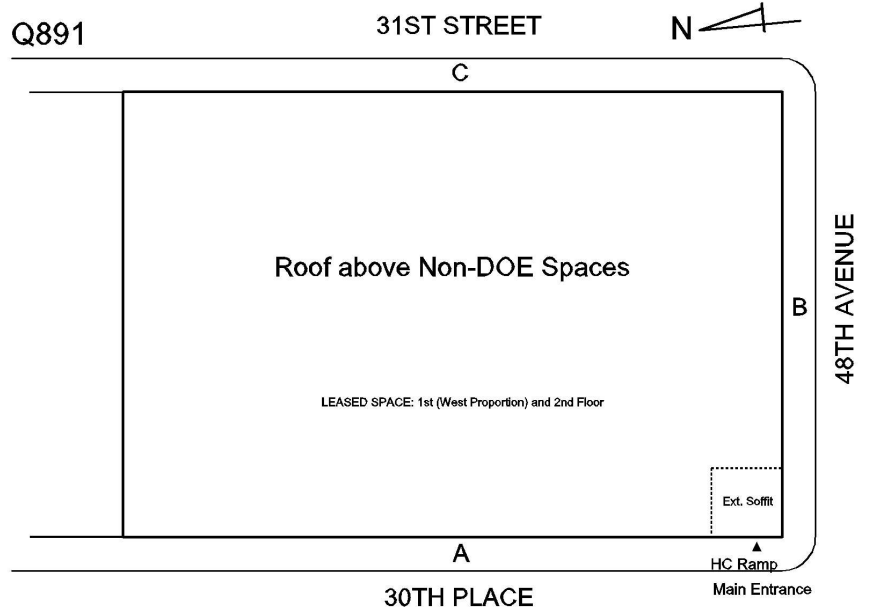 Q891
31ST STREET
N
C
Roof above Non-DOE Spaces
B
48TH AVENUE
LEASED SPACE: 1st (West Proportion) and 2nd Floor
Ext. Soffit
A
HC Ramp
Main Entrance
30TH PLACE